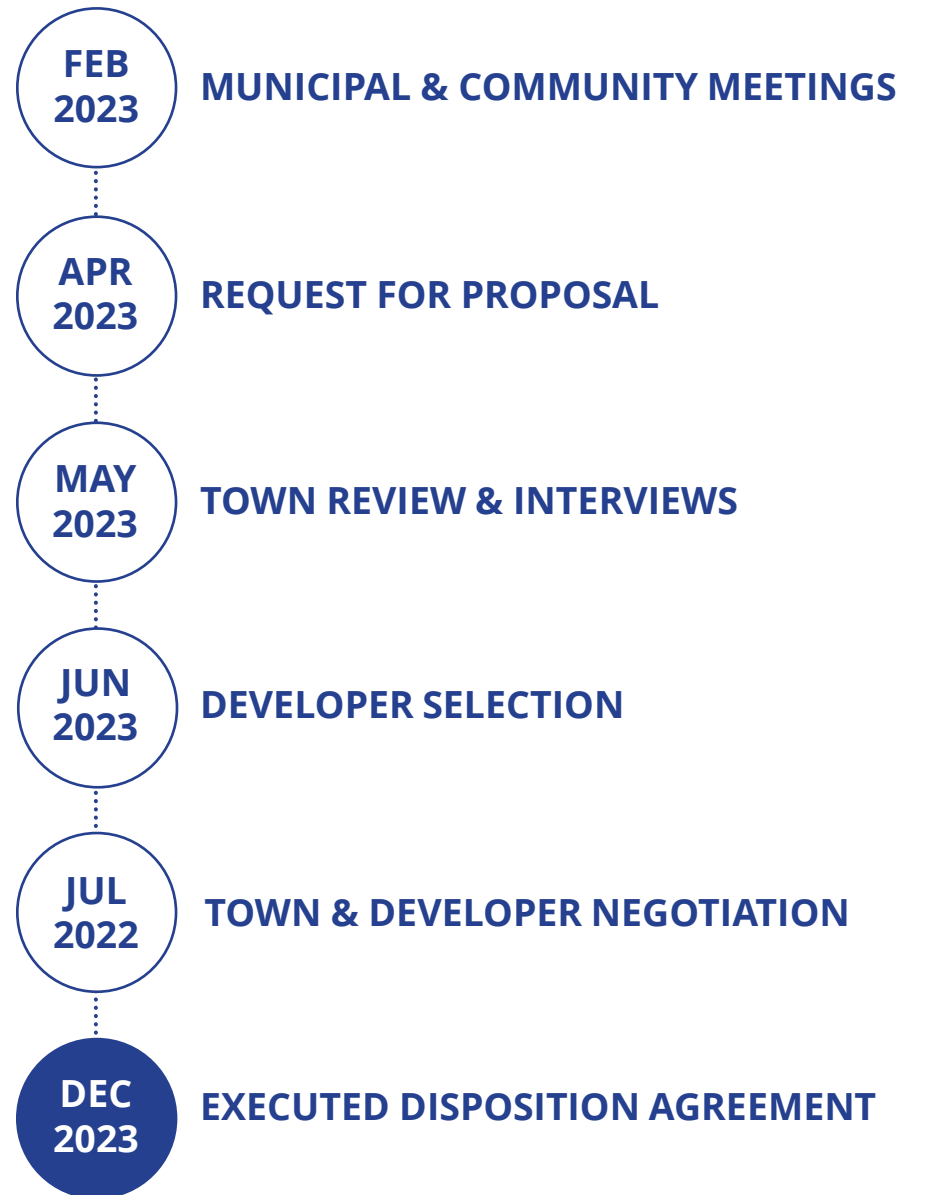 FEB
2023
MUNICIPAL & COMMUNITY MEETINGS
APR
2023
REQUEST FOR PROPOSAL
MAY
2023
TOWN REVIEW & INTERVIEWS
JUN
2023
DEVELOPER SELECTION
JUL
2022
TOWN & DEVELOPER NEGOTIATION
DEC
2023
EXECUTED DISPOSITION AGREEMENT